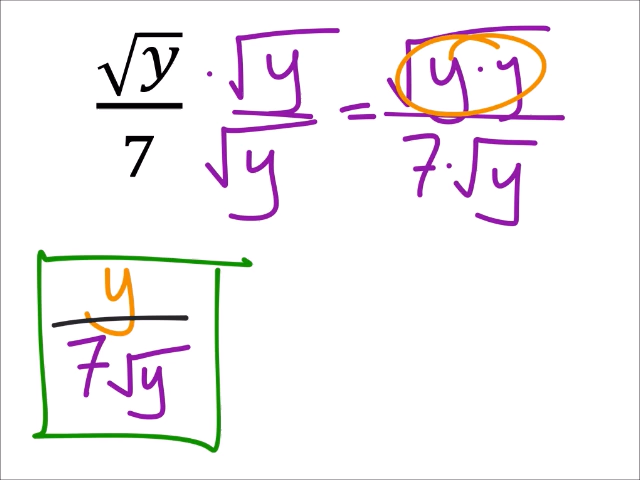 √y/7 · √y/√y = √(y·y)/(7·√y)
y/(7√y)